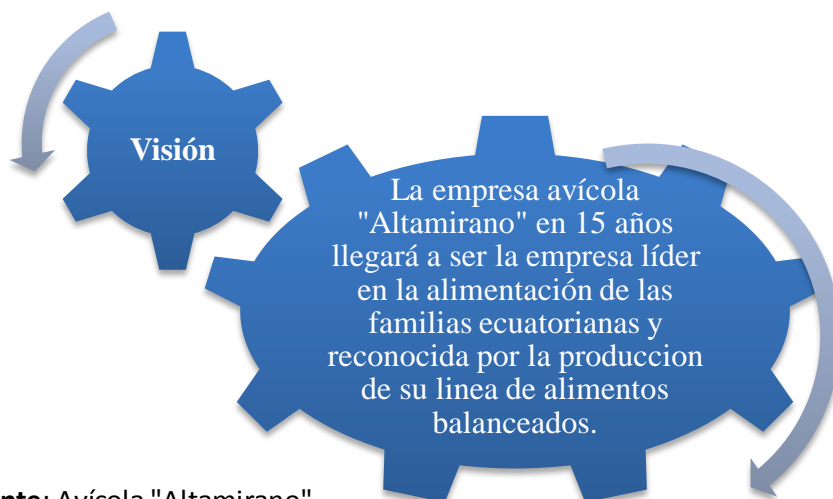 Visión
La empresa avícola
"Altamirano" en 15 años
llegará a ser la empresa líder
en la alimentación de las
familias ecuatorianas y
reconocida por la produccion
de su linea de alimentos
balanceados.
nte: Avícola "Altamirano"